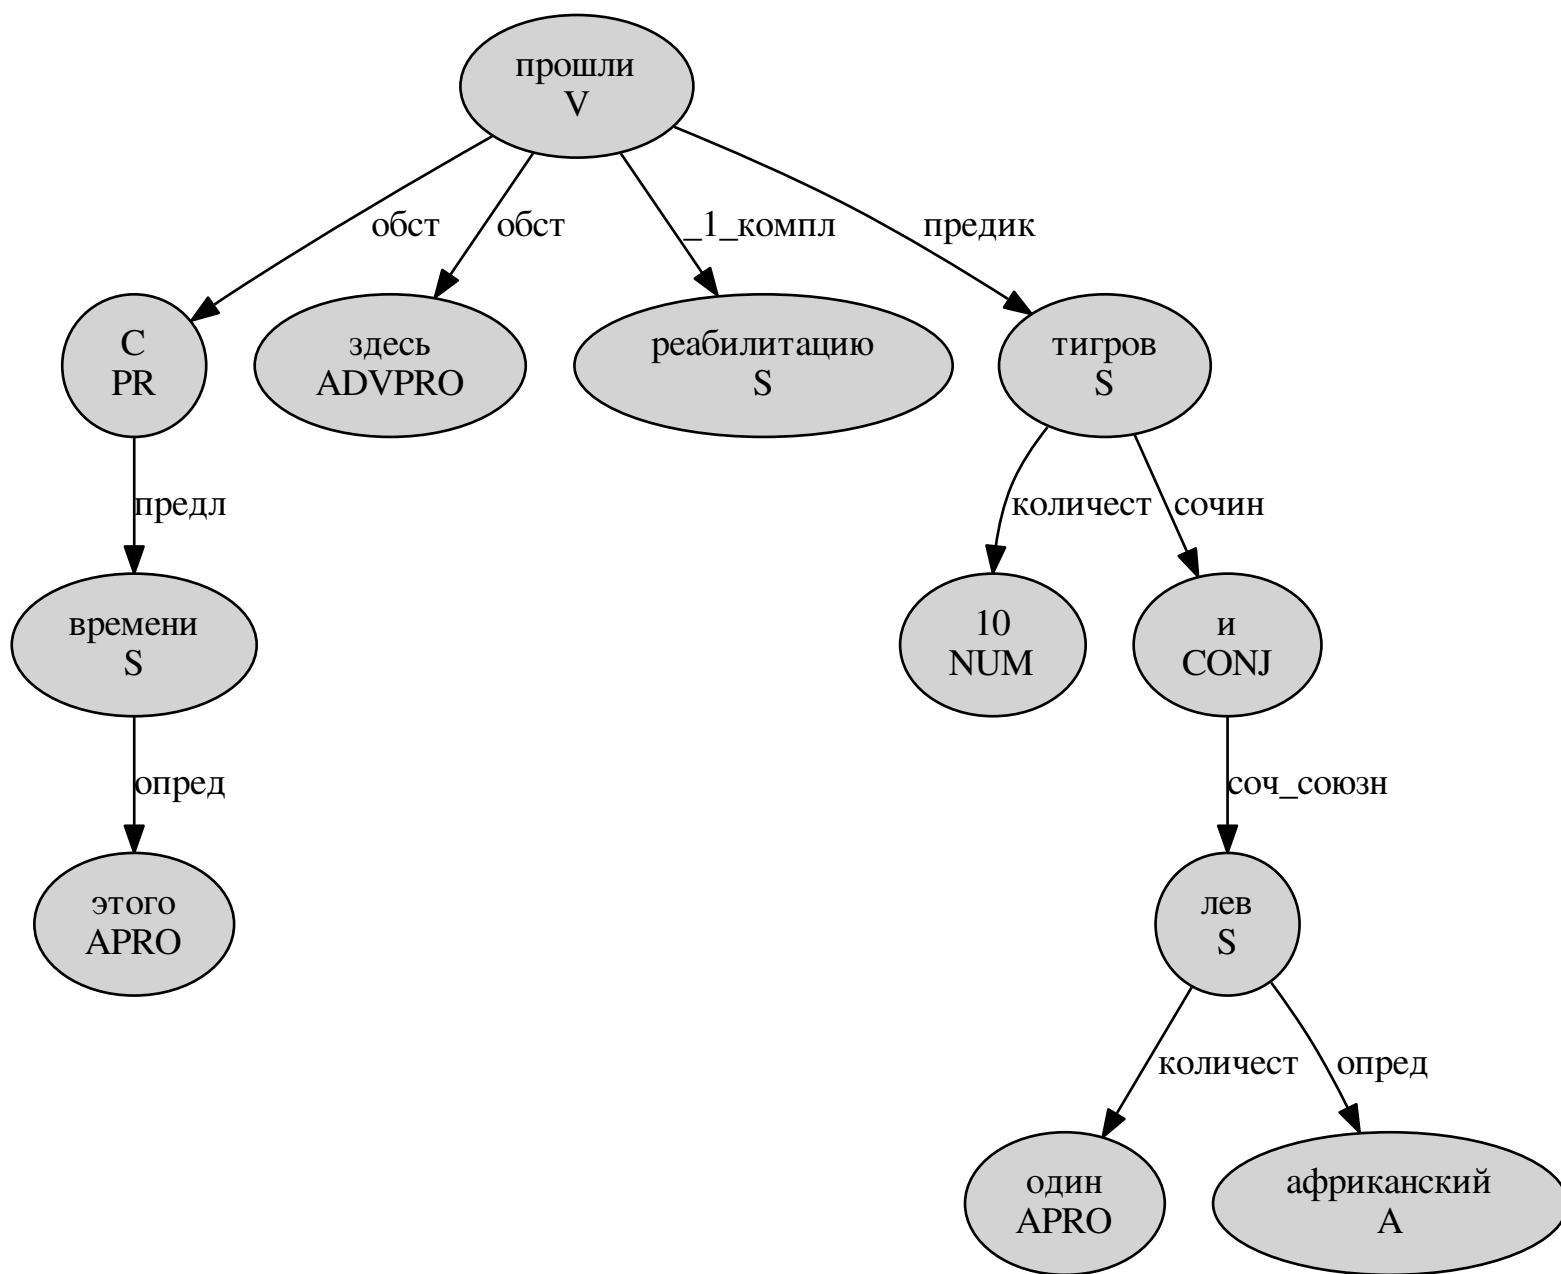 прошли
V
обст
обст
_1_компл
предик
С
PR
здесь
ADVPRO
реабилитацию
S
тигров
S
предл
количест
сочин
времени
S
10
NUM
и
CONJ
опред
соч_союзн
этого
APRO
лев
S
количест
опред
один
APRO
африканский
A